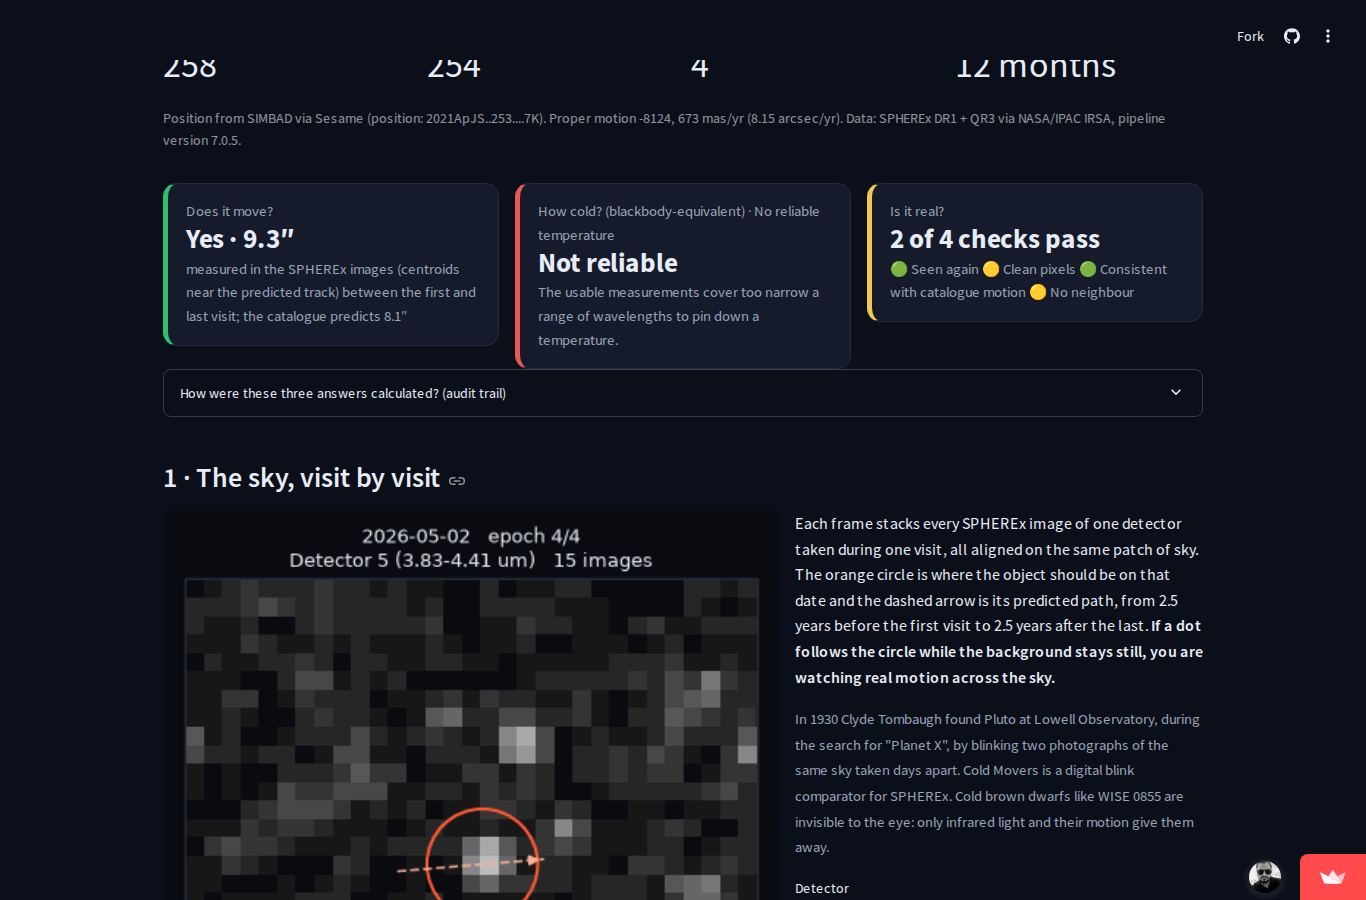 Fork
258 254 4 12 months
Position from SIMBAD via Sesame (position: 2021ApJS..253....7K). Proper motion -8124, 673 mas/yr (8.15 arcsec/yr). Data: SPHEREx DR1 + QR3 via NASA/IPAC IRSA, pipeline
version 7.0.5.
Does it move?
Yes · 9.3″
measured in the SPHEREx images (centroids
near the predicted track) between the first and
last visit; the catalogue predicts 8.1″
How cold? (blackbody-equivalent) · No reliable
temperature
Not reliable
The usable measurements cover too narrow a
range of wavelengths to pin down a
temperature.
Is it real?
2 of 4 checks pass
🟢 Seen again 🟡 Clean pixels 🟢 Consistent
with catalogue motion 🟡 No neighbour
How were these three answers calculated? (audit trail)
1 · The sky, visit by visit
2026-05-02 epoch 4/4
Detector 5 (3.83-4.41 um) 15 images
Each frame stacks every SPHEREx image of one detector
taken during one visit, all aligned on the same patch of sky.
The orange circle is where the object should be on that
date and the dashed arrow is its predicted path, from 2.5
years before the first visit to 2.5 years after the last. If a dot
follows the circle while the background stays still, you are
watching real motion across the sky.
In 1930 Clyde Tombaugh found Pluto at Lowell Observatory, during
the search for "Planet X", by blinking two photographs of the
same sky taken days apart. Cold Movers is a digital blink
comparator for SPHEREx. Cold brown dwarfs like WISE 0855 are
invisible to the eye: only infrared light and their motion give them
away.
Detector